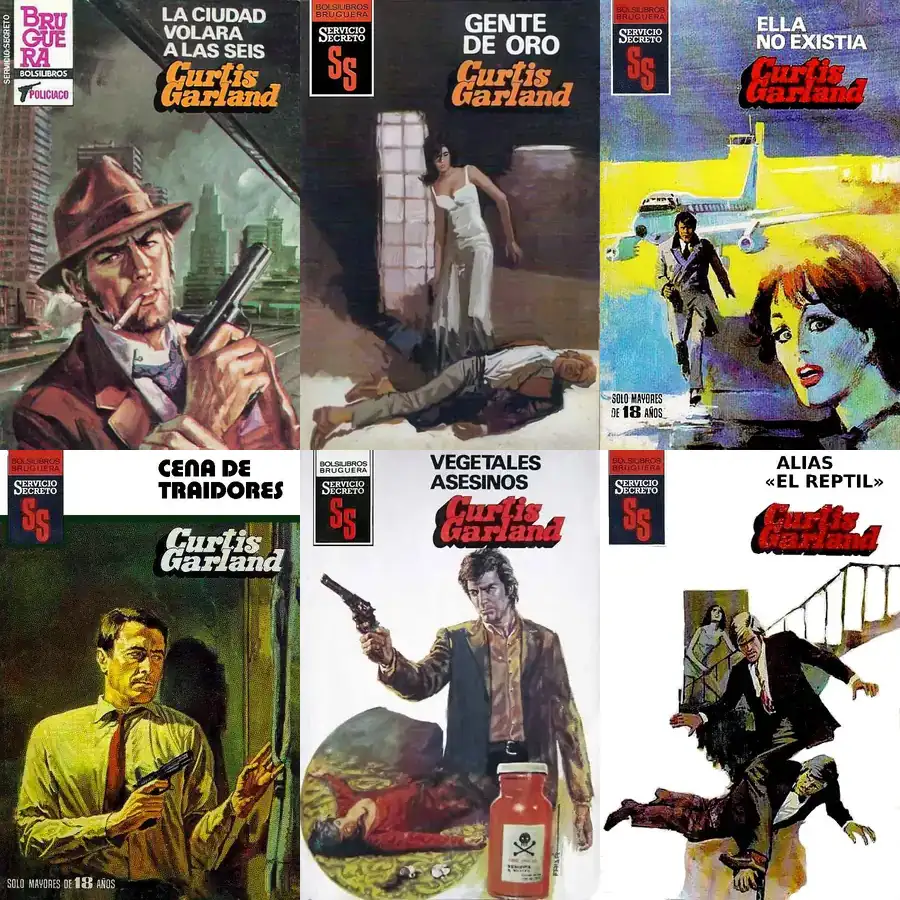 SERVICIO SECRETO
BRU
GUE
RA
BOLSILIBROS
POLICIACO
LA CIUDAD
VOLARA
A LAS SEIS
Curtis
Garland
BOLSILIBROS
BRUGUERA
SERVICIO
SECRETO
SS
GENTE
DE ORO
Curtis
Garland
BOLSILIBROS
BRUGUERA
SERVICIO
SECRETO
SS
ELLA
NO EXISTIA
Curtis
Garland
SOLO MAYORES
DE 18 AÑOS
BOLSILIBROS
BRUGUERA
SERVICIO
SECRETO
SS
CENA DE
TRAIDORES
Curtis
Garland
SOLO MAYORES DE 18 AÑOS
BOLSILIBROS
BRUGUERA
SERVICIO
SECRETO
SS
VEGETALES
ASESINOS
Curtis
Garland
BOLSILIBROS
BRUGUERA
SERVICIO
SECRETO
SS
ALIAS
«EL REPTIL»
Curtis
Garland